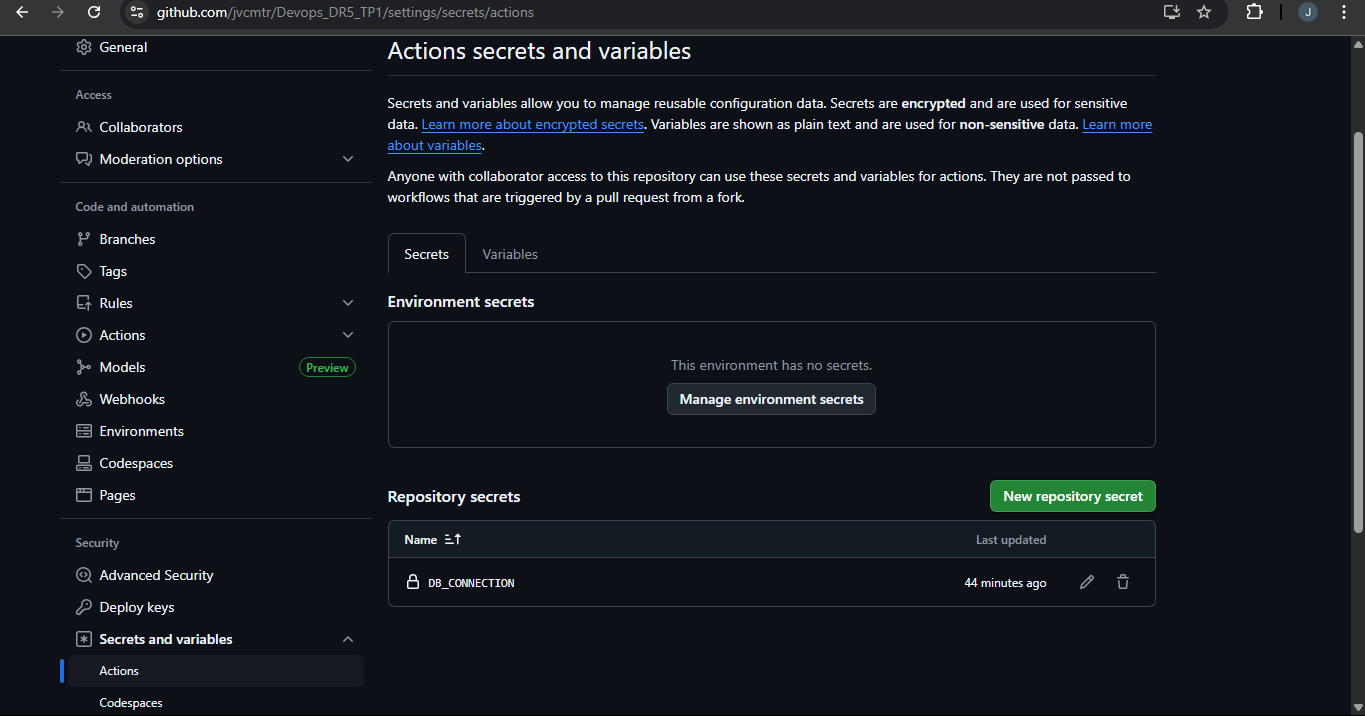 github.com/jvcmtr/Devops_DR5_TP1/settings/secrets/actions
J
General
Access
Collaborators
Moderation options
Code and automation
Branches
Tags
Rules
Actions
Models
Preview
Webhooks
Environments
Codespaces
Pages
Security
Advanced Security
Deploy keys
Secrets and variables
Actions
Codespaces
Actions secrets and variables
Secrets and variables allow you to manage reusable configuration data. Secrets are encrypted and are used for sensitive
data. Learn more about encrypted secrets. Variables are shown as plain text and are used for non-sensitive data. Learn more
about variables.
Anyone with collaborator access to this repository can use these secrets and variables for actions. They are not passed to
workflows that are triggered by a pull request from a fork.
Secrets
Variables
Environment secrets
This environment has no secrets.
Manage environment secrets
Repository secrets
New repository secret
Name
Last updated
DB_CONNECTION
44 minutes ago